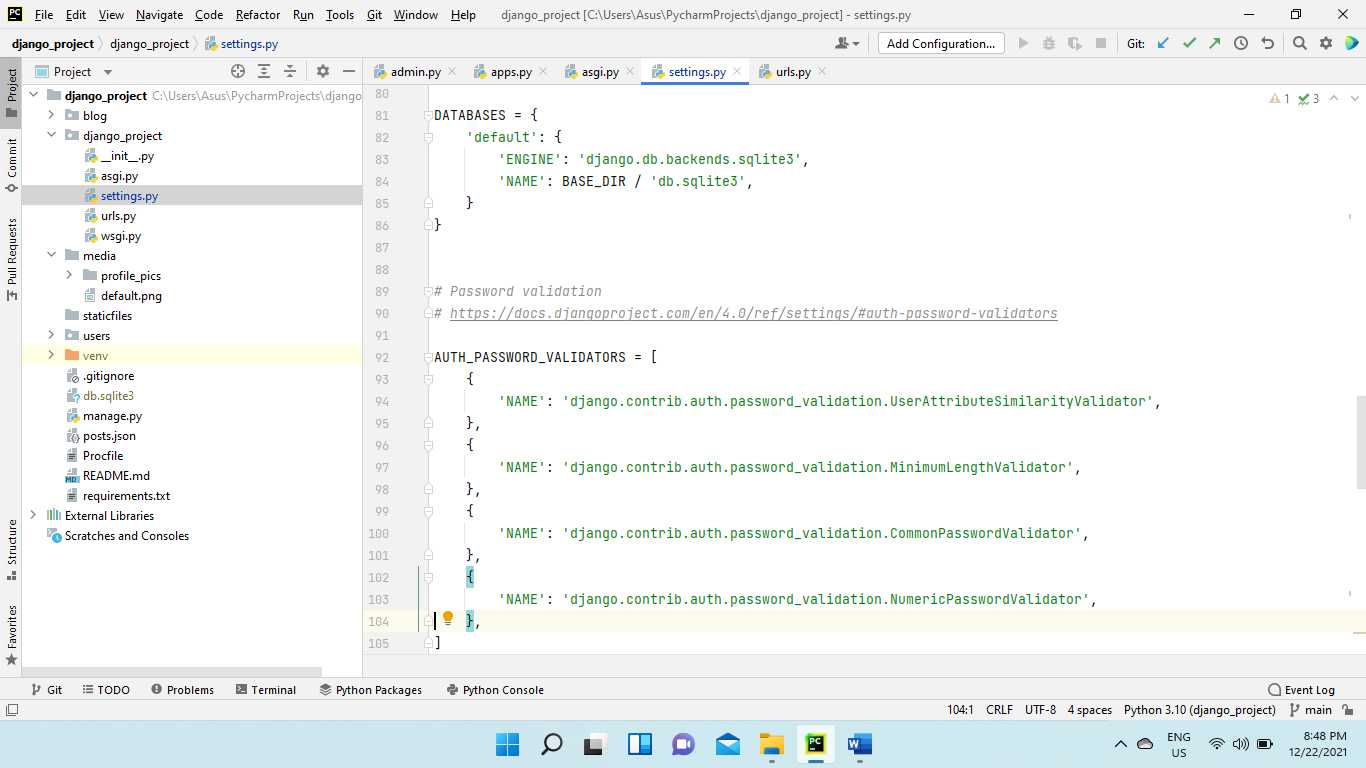 PC File Edit View Navigate Code Refactor Run Tools Git Window Help django_project [C:\Users\Asus\PycharmProjects\django_project] - settings.py
django_project django_project settings.py Add Configuration... Git:
Project admin.py apps.py asgi.py settings.py urls.py
Project
Commit
Pull Requests
Structure
Favorites
django_project C:\Users\Asus\PycharmProjects\django
blog
django_project
__init__.py
asgi.py
settings.py
urls.py
wsgi.py
media
profile_pics
default.png
staticfiles
users
venv
.gitignore
db.sqlite3
manage.py
posts.json
Procfile
README.md
requirements.txt
External Libraries
Scratches and Consoles
1 3
80
81 DATABASES = {
82 'default': {
83 'ENGINE': 'django.db.backends.sqlite3',
84 'NAME': BASE_DIR / 'db.sqlite3',
85 }
86 }
87
88
89 # Password validation
90 # https://docs.djangoproject.com/en/4.0/ref/settings/#auth-password-validators
91
92 AUTH_PASSWORD_VALIDATORS = [
93 {
94 'NAME': 'django.contrib.auth.password_validation.UserAttributeSimilarityValidator',
95 },
96 {
97 'NAME': 'django.contrib.auth.password_validation.MinimumLengthValidator',
98 },
99 {
100 'NAME': 'django.contrib.auth.password_validation.CommonPasswordValidator',
101 },
102 {
103 'NAME': 'django.contrib.auth.password_validation.NumericPasswordValidator',
104 },
105 ]
Git TODO Problems Terminal Python Packages Python Console Event Log
104:1 CRLF UTF-8 4 spaces Python 3.10 (django_project) main
PC
ENG
US
8:48 PM
12/22/2021